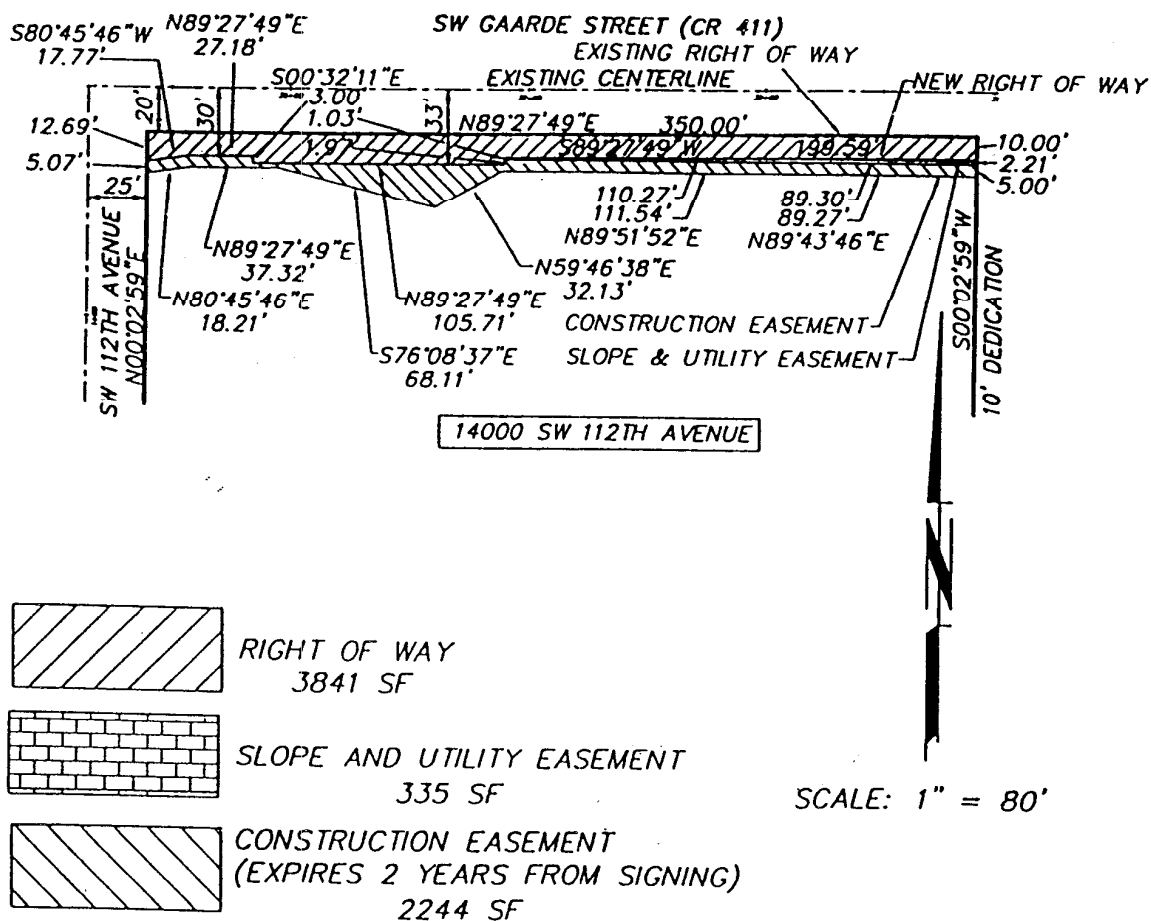 SW GAARDE STREET (CR 411)
S80°45'46"W
17.77'
N89°27'49"E
27.18'
EXISTING RIGHT OF WAY
S00°32'11"E
3.00'
EXISTING CENTERLINE
NEW RIGHT OF WAY
20'
30'
33'
1.03'
N89°27'49"E 350.00'
12.69'
10.00'
S89°27'49"W 199.59'
5.07'
2.21'
25'
5.00'
110.27'
111.54'
N89°51'52"E
89.30'
89.27'
N89°43'46"E
N89°27'49"E
37.32'
N59°46'38"E
32.13'
N80°45'46"E
18.21'
N89°27'49"E
105.71'
CONSTRUCTION EASEMENT
S76°08'37"E
68.11'
SLOPE & UTILITY EASEMENT
SW 112TH AVENUE
N00°02'59"E
S00°02'59"W
10' DEDICATION
14000 SW 112TH AVENUE
N
RIGHT OF WAY
3841 SF
SLOPE AND UTILITY EASEMENT
335 SF
SCALE: 1" = 80'
CONSTRUCTION EASEMENT
(EXPIRES 2 YEARS FROM SIGNING)
2244 SF